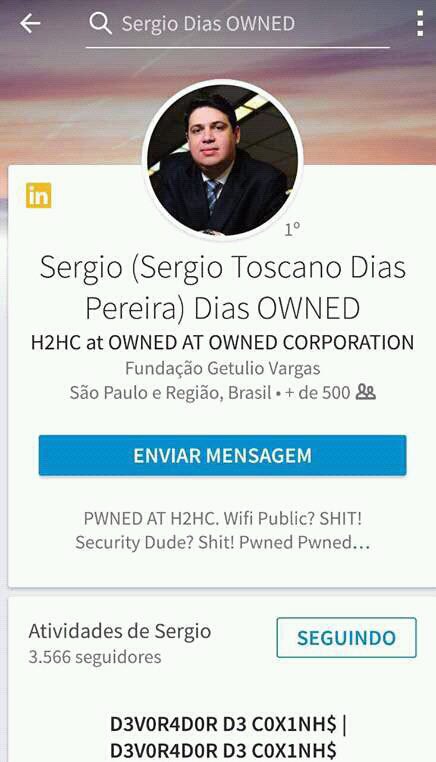 Sergio Dias OWNED
in
1º
Sergio (Sergio Toscano Dias
Pereira) Dias OWNED
H2HC at OWNED AT OWNED CORPORATION
Fundação Getulio Vargas
São Paulo e Região, Brasil • + de 500
ENVIAR MENSAGEM
PWNED AT H2HC. Wifi Public? SHIT!
Security Dude? Shit! Pwned Pwned...
Atividades de Sergio
SEGUINDO
3.566 seguidores
D3V0R4D0R D3 C0X1NH$ |
D3V0R4D0R D3 C0X1NH$